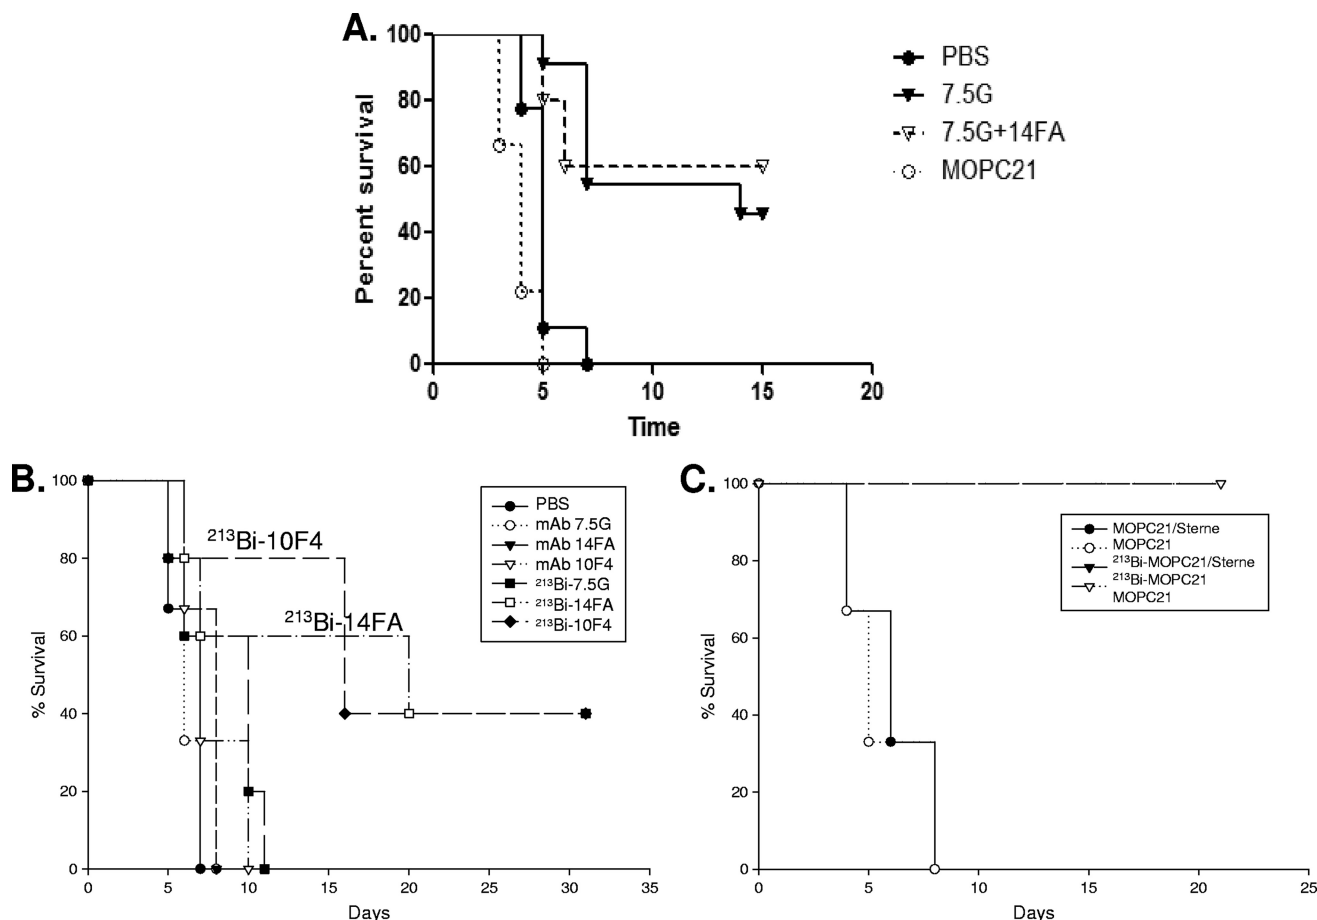 A.
100
80
60
40
20
0
Percent survival
0 5 10 15 20
Time
PBS
7.5G
7.5G+14FA
MOPC21
B.
100
80
60
40
20
0
% Survival
0 5 10 15 20 25 30 35
Days
²¹³Bi-10F4
²¹³Bi-14FA
PBS
mAb 7.5G
mAb 14FA
mAb 10F4
²¹³Bi-7.5G
²¹³Bi-14FA
²¹³Bi-10F4
C.
100
80
60
40
20
0
% Survival
0 5 10 15 20 25
Days
MOPC21/Sterne
MOPC21
²¹³Bi-MOPC21/Sterne
²¹³Bi-MOPC21
MOPC21